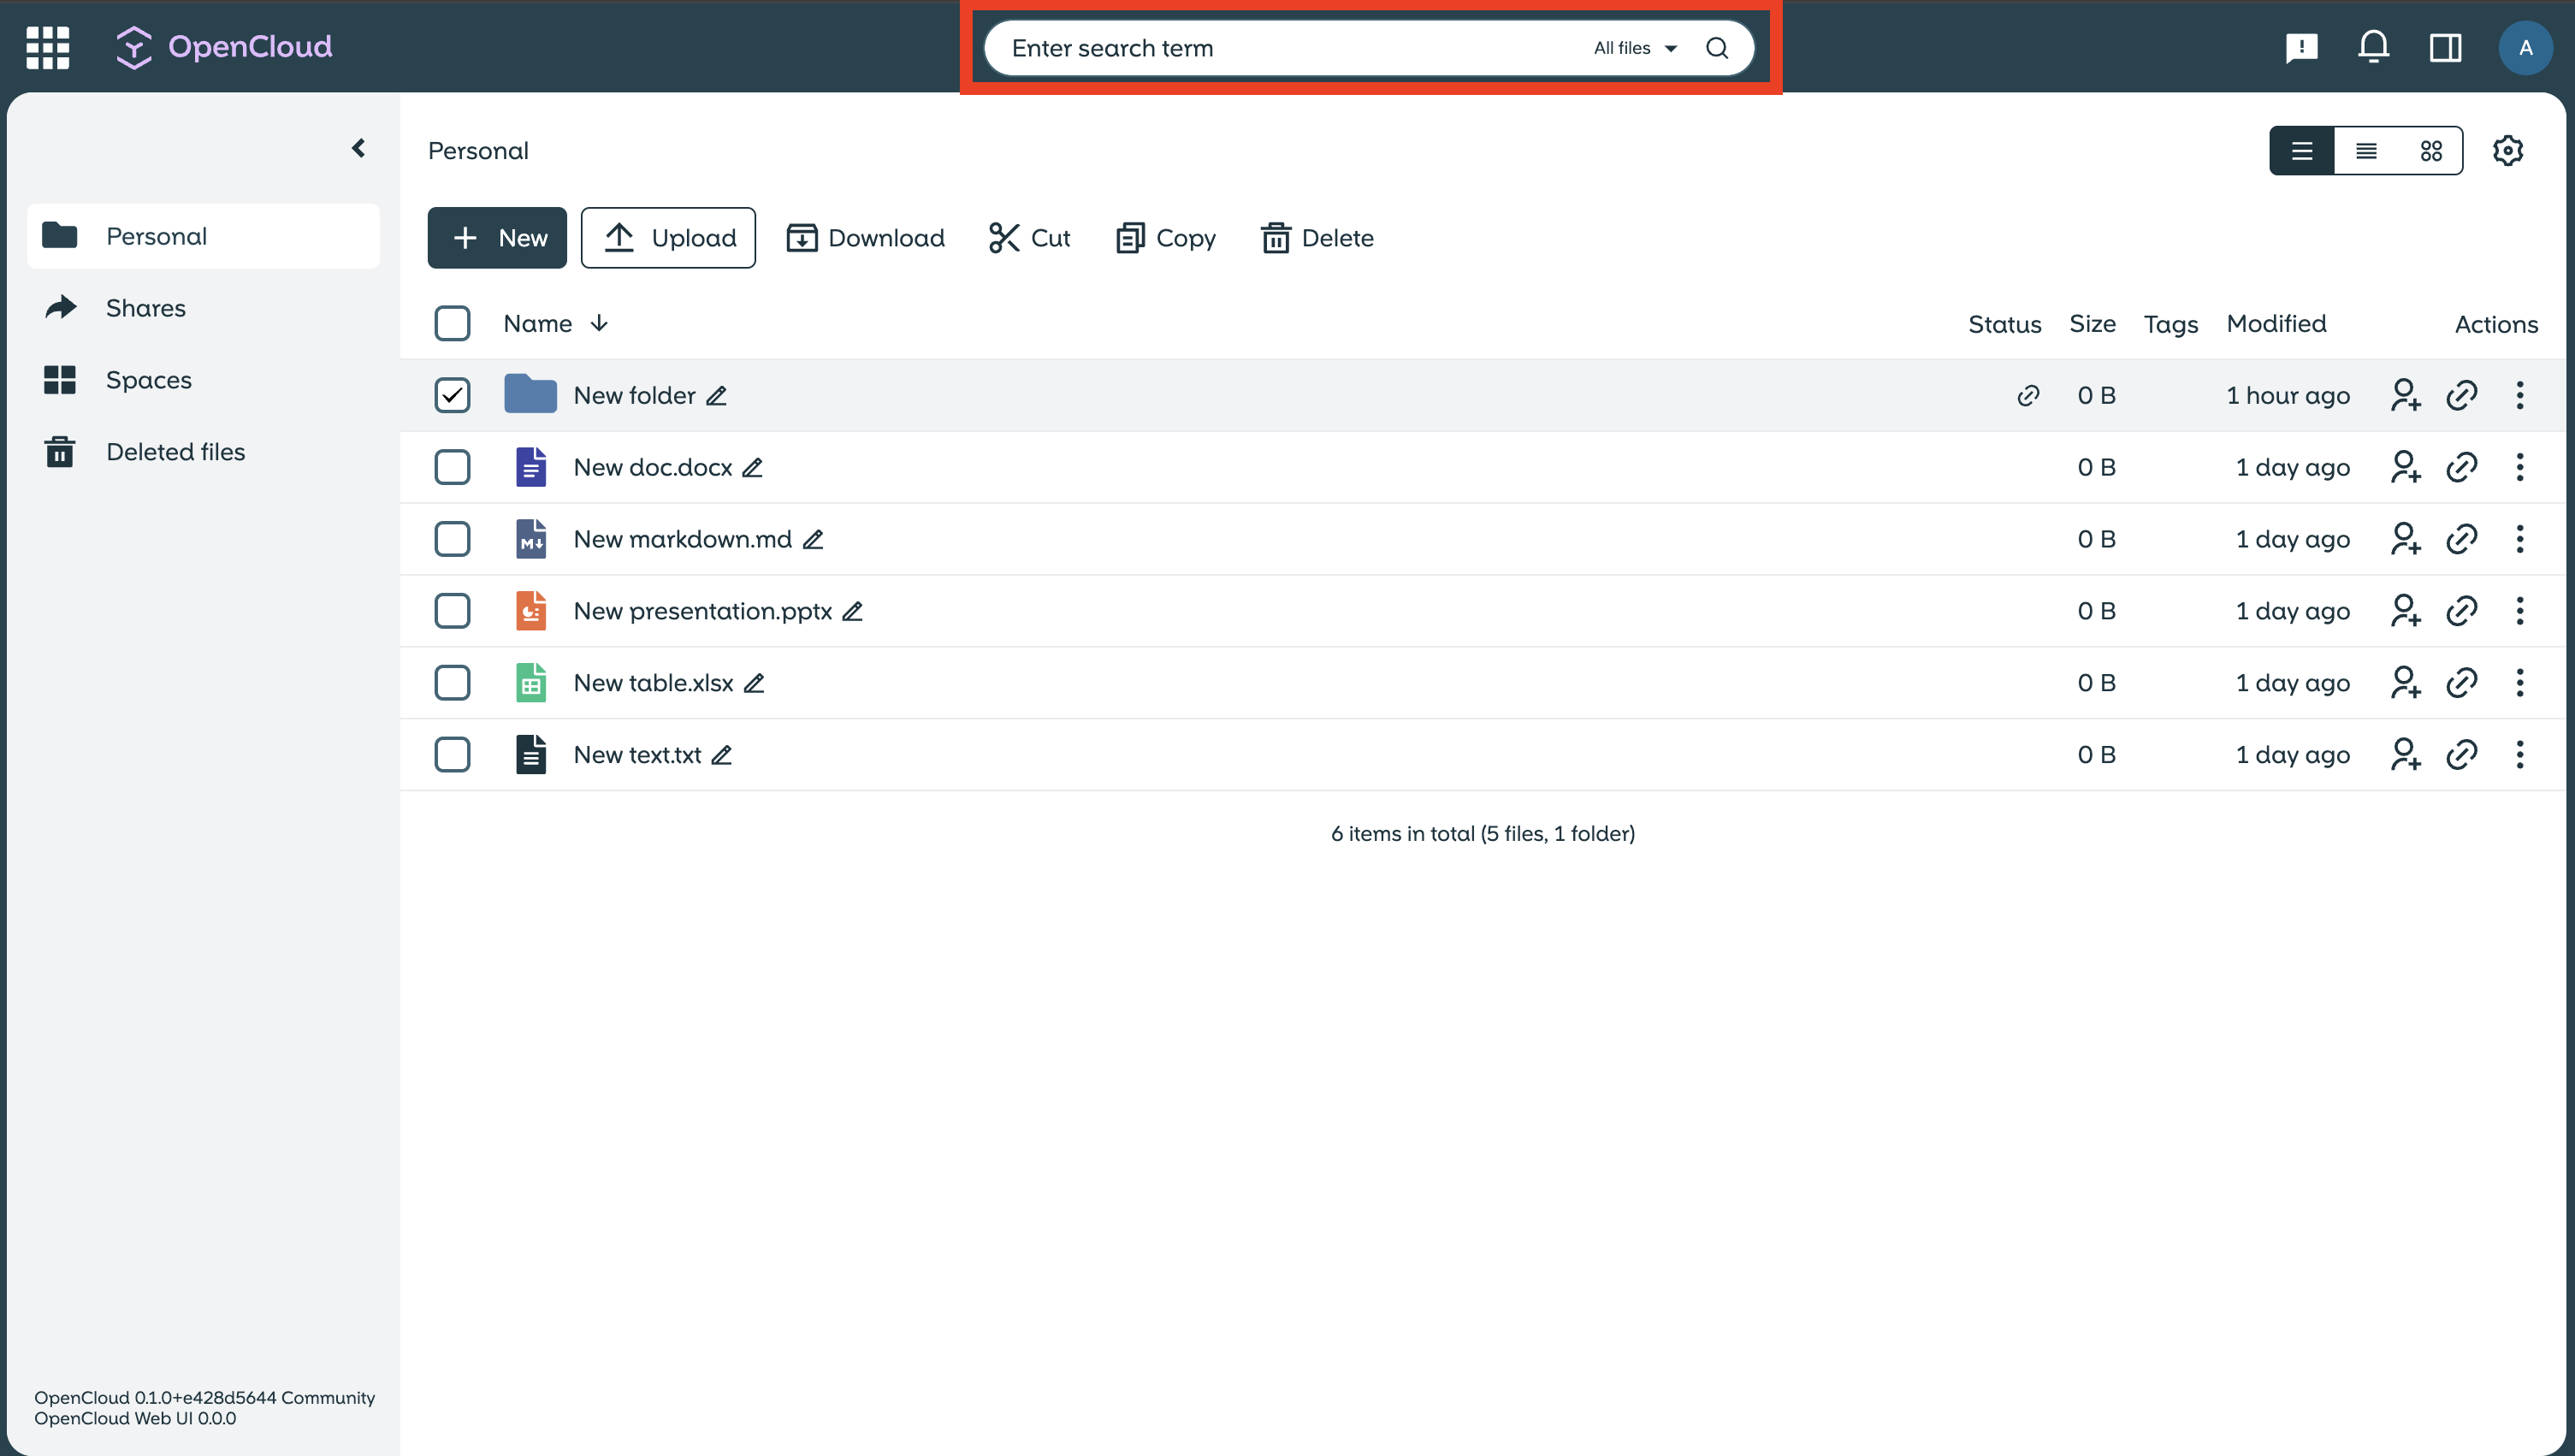 OpenCloud
Enter search term All files
A
Personal
Personal
Shares
Spaces
Deleted files
New Upload Download Cut Copy Delete
Name Status Size Tags Modified Actions
New folder 0 B 1 hour ago
New doc.docx 0 B 1 day ago
M New markdown.md 0 B 1 day ago
New presentation.pptx 0 B 1 day ago
New table.xlsx 0 B 1 day ago
New text.txt 0 B 1 day ago
6 items in total (5 files, 1 folder)
OpenCloud 0.1.0+e428d5644 Community
OpenCloud Web UI 0.0.0